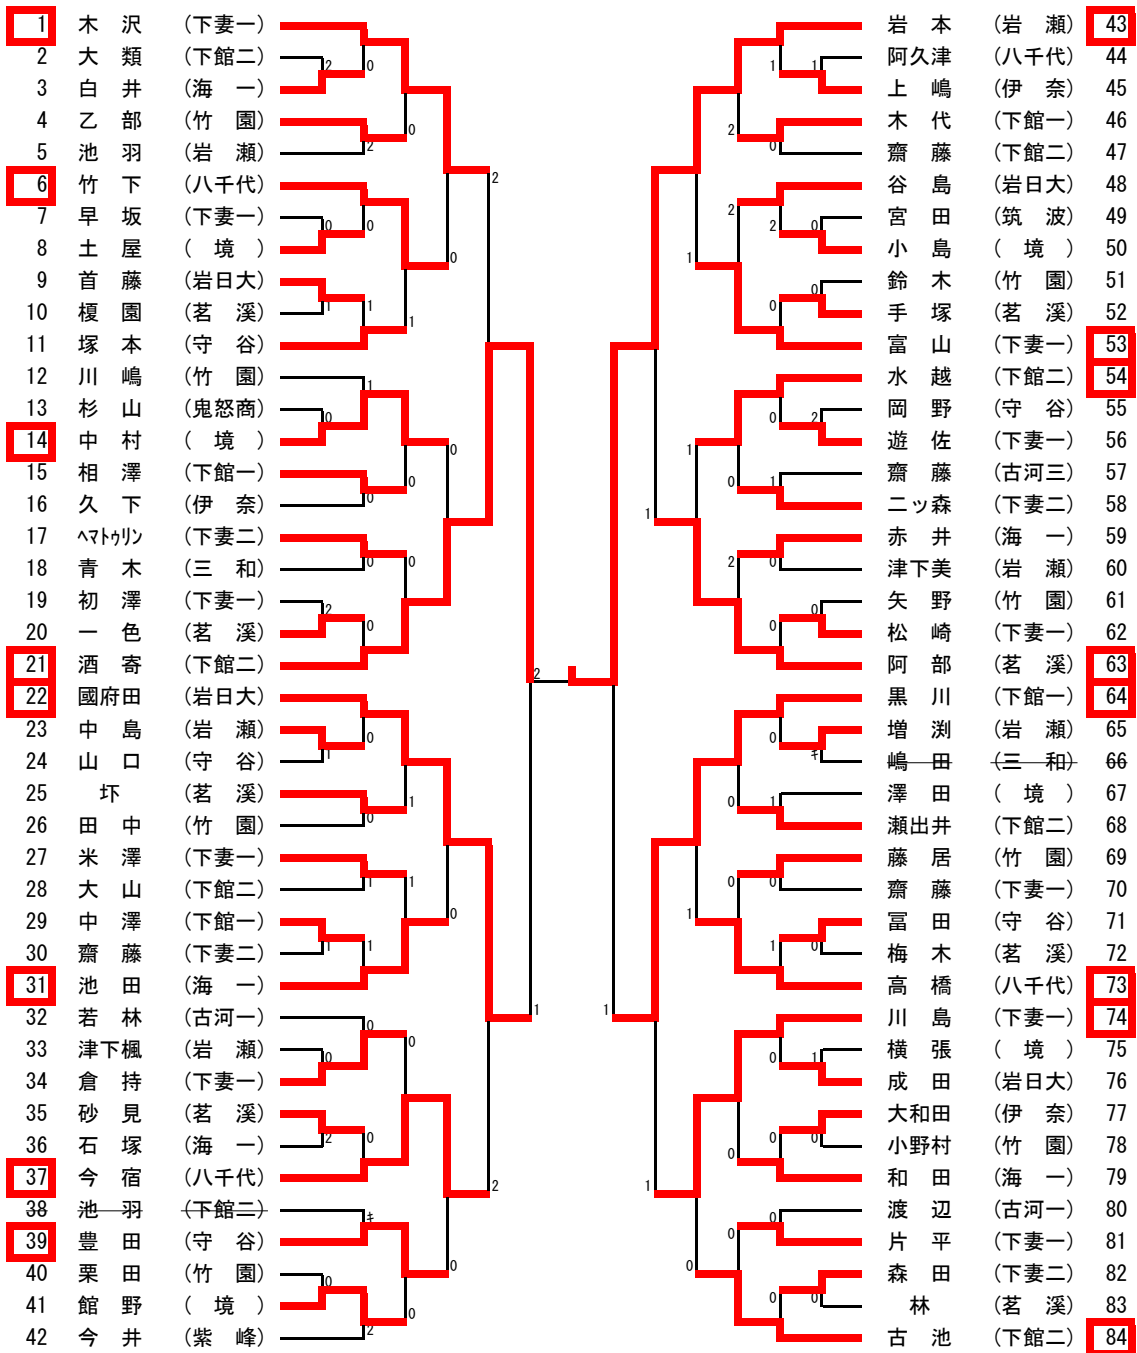 1 木 沢 (下妻一)
2 大 類 (下館二)
3 白 井 (海 一)
4 乙 部 (竹 園)
5 池 羽 (岩 瀬)
6 竹 下 (八千代)
7 早 坂 (下妻一)
8 土 屋 ( 境 )
9 首 藤 (岩日大)
10 榎 園 (茗 溪)
11 塚 本 (守 谷)
12 川 嶋 (竹 園)
13 杉 山 (鬼怒商)
14 中 村 ( 境 )
15 相 澤 (下館一)
16 久 下 (伊 奈)
17 ヘマトゥリン (下妻二)
18 青 木 (三 和)
19 初 澤 (下妻一)
20 一 色 (茗 溪)
21 酒 寄 (下館二)
22 國府田 (岩日大)
23 中 島 (岩 瀬)
24 山 口 (守 谷)
25 坏 (茗 溪)
26 田 中 (竹 園)
27 米 澤 (下妻一)
28 大 山 (下館二)
29 中 澤 (下館一)
30 齋 藤 (下妻二)
31 池 田 (海 一)
32 若 林 (古河一)
33 津下楓 (岩 瀬)
34 倉 持 (下妻一)
35 砂 見 (茗 溪)
36 石 塚 (海 一)
37 今 宿 (八千代)
38 池 羽 (下館二)
39 豊 田 (守 谷)
40 栗 田 (竹 園)
41 館 野 ( 境 )
42 今 井 (紫 峰)
岩 本 (岩 瀬) 43
阿久津 (八千代) 44
上 嶋 (伊 奈) 45
木 代 (下館一) 46
齋 藤 (下館二) 47
谷 島 (岩日大) 48
宮 田 (筑 波) 49
小 島 ( 境 ) 50
鈴 木 (竹 園) 51
手 塚 (茗 溪) 52
富 山 (下妻一) 53
水 越 (下館二) 54
岡 野 (守 谷) 55
遊 佐 (下妻一) 56
齋 藤 (古河三) 57
二ッ森 (下妻二) 58
赤 井 (海 一) 59
津下美 (岩 瀬) 60
矢 野 (竹 園) 61
松 崎 (下妻一) 62
阿 部 (茗 溪) 63
黒 川 (下館一) 64
増 渕 (岩 瀬) 65
嶋 田 (三 和) 66
澤 田 ( 境 ) 67
瀬出井 (下館二) 68
藤 居 (竹 園) 69
齋 藤 (下妻一) 70
冨 田 (守 谷) 71
梅 木 (茗 溪) 72
高 橋 (八千代) 73
川 島 (下妻一) 74
横 張 ( 境 ) 75
成 田 (岩日大) 76
大和田 (伊 奈) 77
小野村 (竹 園) 78
和 田 (海 一) 79
渡 辺 (古河一) 80
片 平 (下妻一) 81
森 田 (下妻二) 82
林 (茗 溪) 83
古 池 (下館二) 84